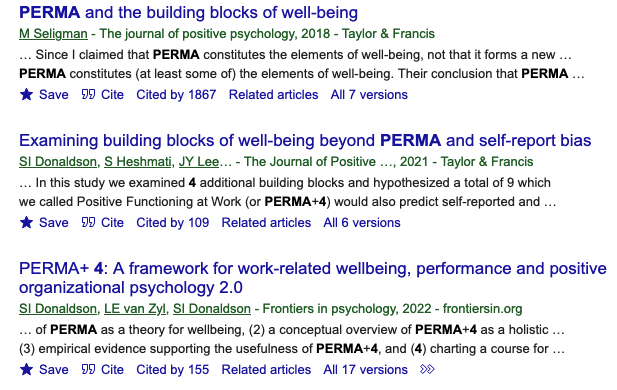 PERMA and the building blocks of well-being
M Seligman - The journal of positive psychology, 2018 - Taylor & Francis
… Since I claimed that PERMA constitutes the elements of well-being, not that it forms a new …
PERMA constitutes (at least some of) the elements of well-being. Their conclusion that PERMA …
Save Cite Cited by 1867 Related articles All 7 versions
Examining building blocks of well-being beyond PERMA and self-report bias
SI Donaldson, S Heshmati, JY Lee… - The Journal of Positive …, 2021 - Taylor & Francis
… In this study we examined 4 additional building blocks and hypothesized a total of 9 which
we called Positive Functioning at Work (or PERMA+4) would also predict self-reported and …
Save Cite Cited by 109 Related articles All 6 versions
PERMA+ 4: A framework for work-related wellbeing, performance and positive
organizational psychology 2.0
SI Donaldson, LE van Zyl, SI Donaldson - Frontiers in psychology, 2022 - frontiersin.org
… of PERMA as a theory for wellbeing, (2) a conceptual overview of PERMA+4 as a holistic …
(3) empirical evidence supporting the usefulness of PERMA+4, and (4) charting a course for …
Save Cite Cited by 155 Related articles All 17 versions